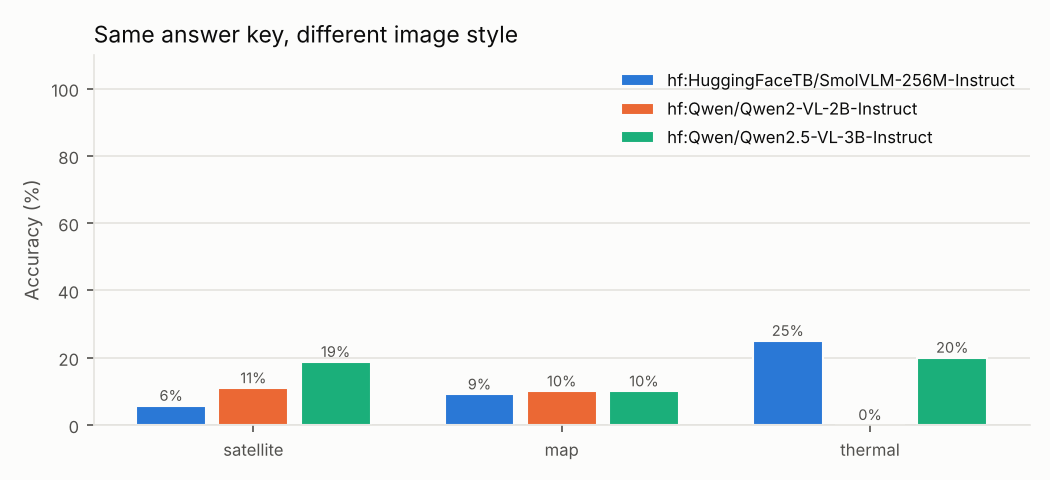 Same answer key, different image style
hf:HuggingFaceTB/SmolVLM-256M-Instruct
hf:Qwen/Qwen2-VL-2B-Instruct
hf:Qwen/Qwen2.5-VL-3B-Instruct
Accuracy (%)
100
80
60
40
20
0
6%
11%
19%
9%
10%
10%
25%
0%
20%
satellite
map
thermal